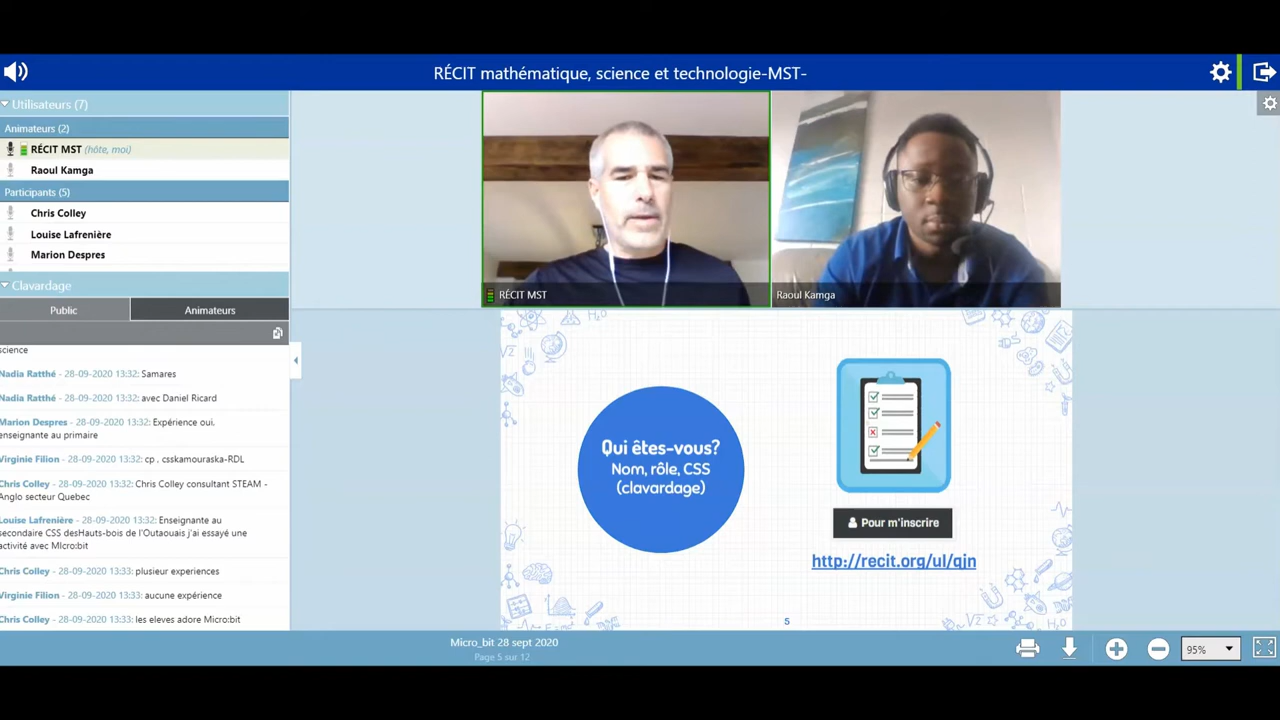 RÉCIT mathématique, science et technologie-MST-
Utilisateurs (7)
Animateurs (2)
RÉCIT MST (hôte, moi)
Raoul Kamga
Participants (5)
Chris Colley
Louise Lafrenière
Marion Despres
Clavardage
Public
Animateurs
science
Nadia Ratthé - 28-09-2020 13:32: Samares
Nadia Ratthé - 28-09-2020 13:32: avec Daniel Ricard
Marion Despres - 28-09-2020 13:32: Expérience oui,
enseignante au primaire
Virginie Filion - 28-09-2020 13:32: cp , cskamouraska-RDL
Chris Colley - 28-09-2020 13:32: Chris Colley consultant STEAM -
Anglo secteur Quebec
Louise Lafrenière - 28-09-2020 13:32: Enseignante au
secondaire CSS desHauts-bois de l'Outaouais j'ai essayé une
activité avec MIcro:bit
Chris Colley - 28-09-2020 13:33: plusieur experiences
Virginie Filion - 28-09-2020 13:33: aucune expérience
Chris Colley - 28-09-2020 13:33: les eleves adore Micro:bit
RÉCIT MST
Raoul Kamga
Qui êtes-vous?
Nom, rôle, CSS
(clavardage)
Pour m'inscrire
http://recit.org/ul/qjn
5
Micro_bit 28 sept 2020
Page 5 sur 12
95%